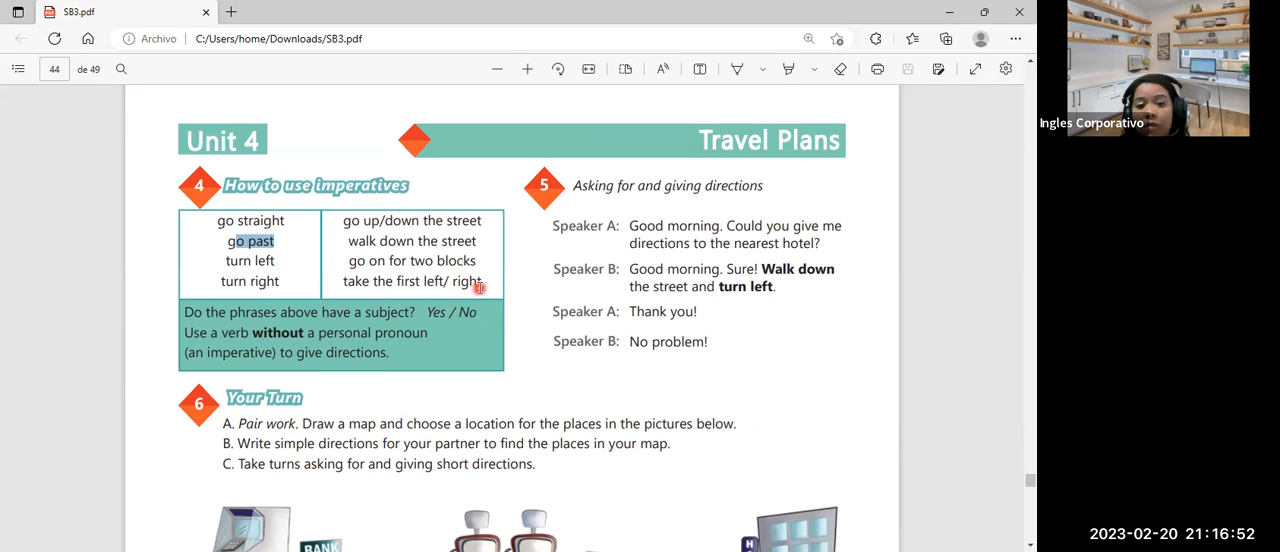 SB3.pdf
Archivo
C:/Users/home/Downloads/SB3.pdf
44
de 49
Unit 4
Travel Plans
4
How to use imperatives
go straight
go past
turn left
turn right
go up/down the street
walk down the street
go on for two blocks
take the first left/ right
Do the phrases above have a subject? Yes / No
Use a verb without a personal pronoun
(an imperative) to give directions.
5
Asking for and giving directions
Speaker A: Good morning. Could you give me
directions to the nearest hotel?
Speaker B: Good morning. Sure! Walk down
the street and turn left.
Speaker A: Thank you!
Speaker B: No problem!
6
Your Turn
A. Pair work. Draw a map and choose a location for the places in the pictures below.
B. Write simple directions for your partner to find the places in your map.
C. Take turns asking for and giving short directions.
BANK
H
Ingles Corporativo
2023-02-20 21:16:52